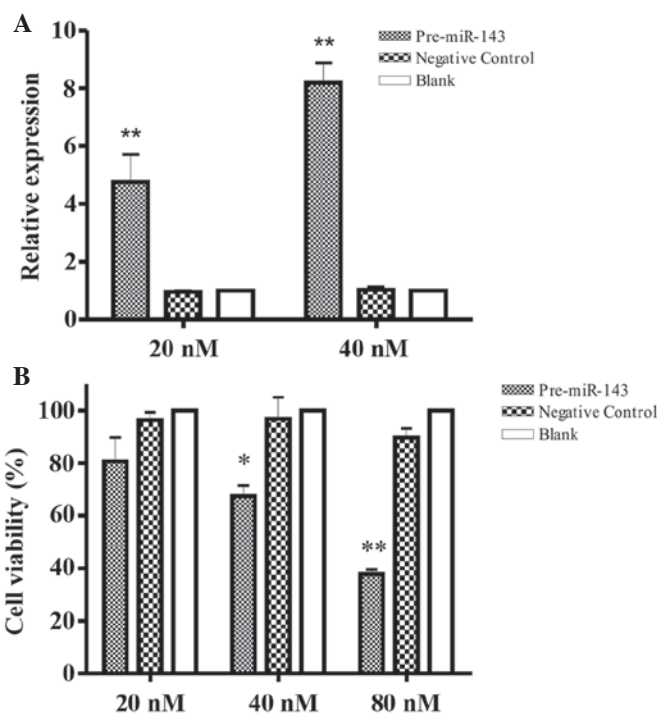 A
Relative expression
10
8
6
4
2
0
**
**
20 nM
40 nM
Pre-miR-143
Negative Control
Blank
B
Cell viability (%)
100
80
60
40
20
0
*
**
20 nM
40 nM
80 nM
Pre-miR-143
Negative Control
Blank